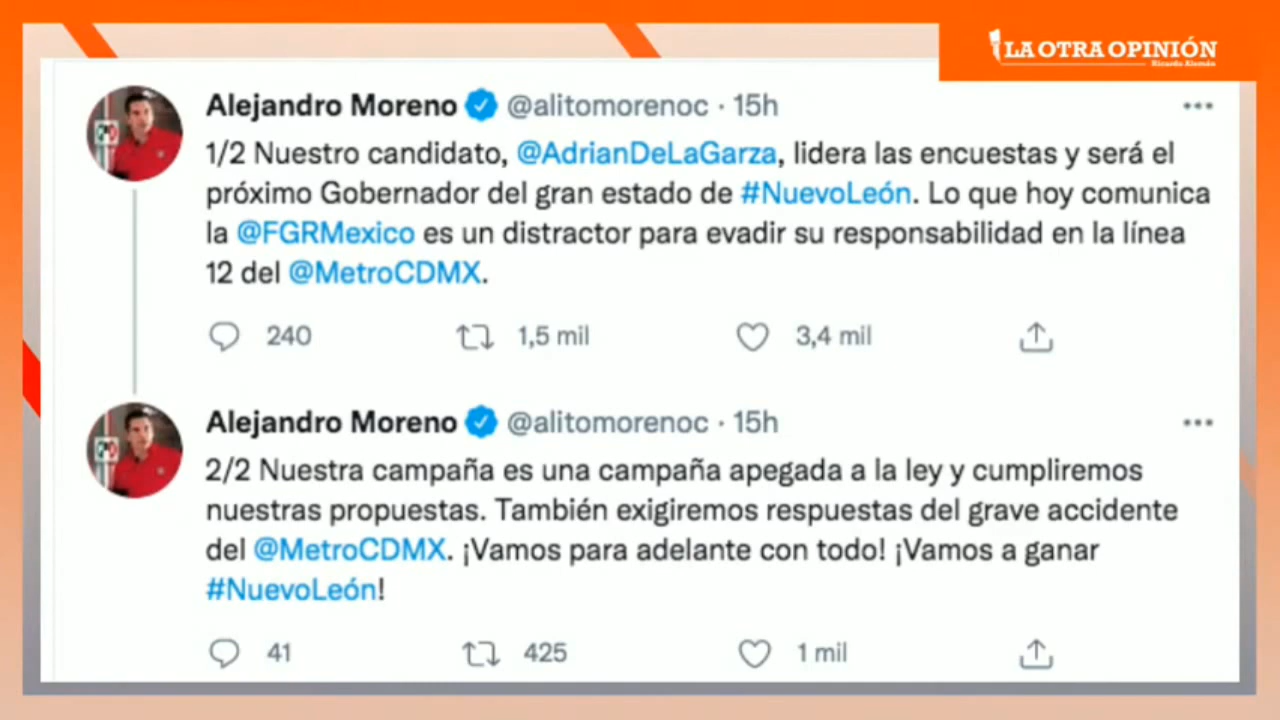 LA OTRA OPINIÓN
Ricardo Alemán
Alejandro Moreno @alitomorenoc · 15h
1/2 Nuestro candidato, @AdrianDeLaGarza, lidera las encuestas y será el
próximo Gobernador del gran estado de #NuevoLeón. Lo que hoy comunica
la @FGRMexico es un distractor para evadir su responsabilidad en la línea
12 del @MetroCDMX.
240 1,5 mil 3,4 mil
Alejandro Moreno @alitomorenoc · 15h
2/2 Nuestra campaña es una campaña apegada a la ley y cumpliremos
nuestras propuestas. También exigiremos respuestas del grave accidente
del @MetroCDMX. ¡Vamos para adelante con todo! ¡Vamos a ganar
#NuevoLeón!
41 425 1 mil